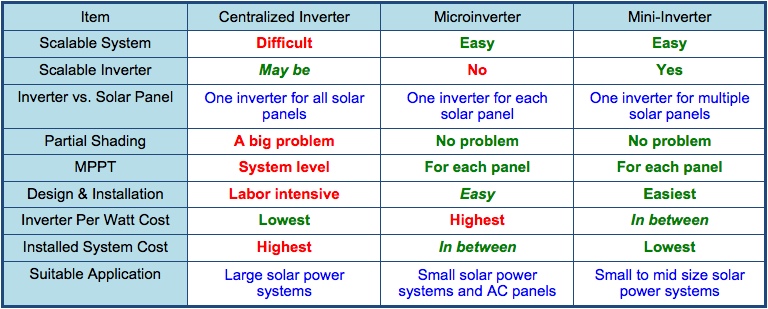 Item Centralized Inverter Microinverter Mini-Inverter
Scalable System Difficult Easy Easy
Scalable Inverter May be No Yes
Inverter vs. Solar Panel One inverter for all solar panels One inverter for each solar panel One inverter for multiple solar panels
Partial Shading A big problem No problem No problem
MPPT System level For each panel For each panel
Design & Installation Labor intensive Easy Easiest
Inverter Per Watt Cost Lowest Highest In between
Installed System Cost Highest In between Lowest
Suitable Application Large solar power systems Small solar power systems and AC panels Small to mid size solar power systems